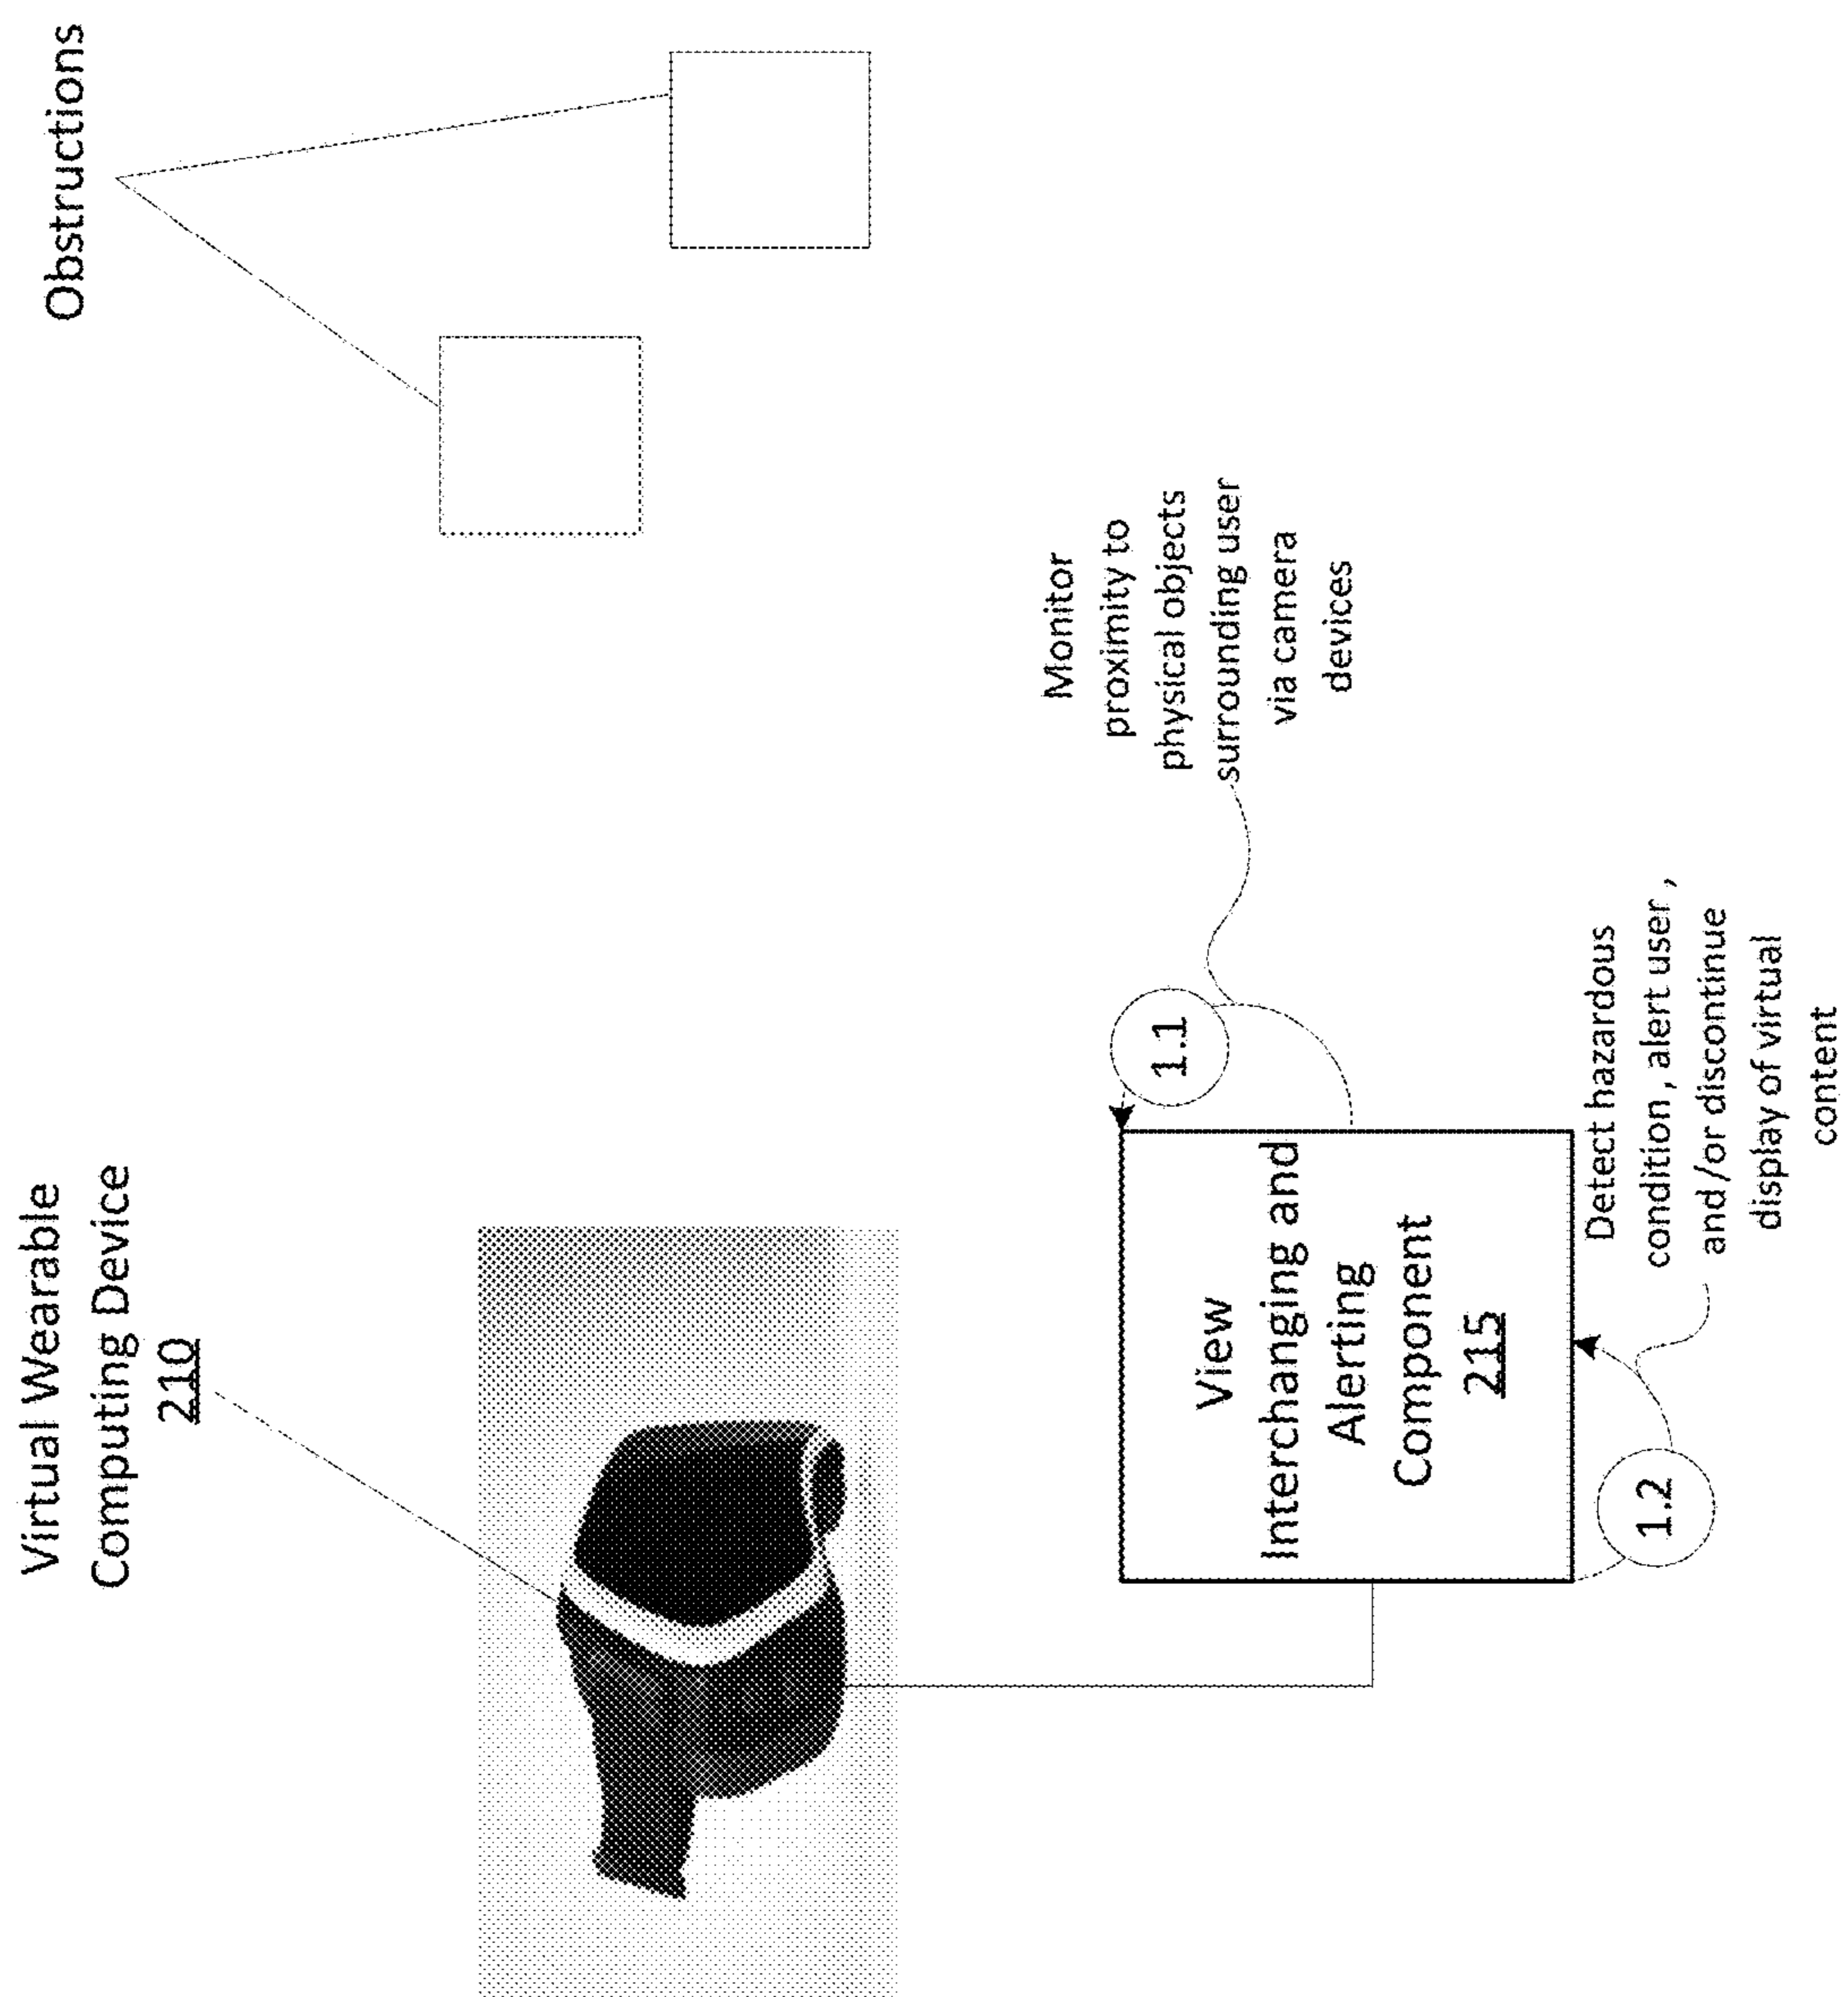 Virtual Wearable
Computing Device
210
Obstructions
View
Interchanging and
Alerting
Component
215
1.1
Monitor
proximity to
physical objects
surrounding user
via camera
devices
1.2
Detect hazardous
condition , alert user ,
and /or discontinue
display of virtual
content